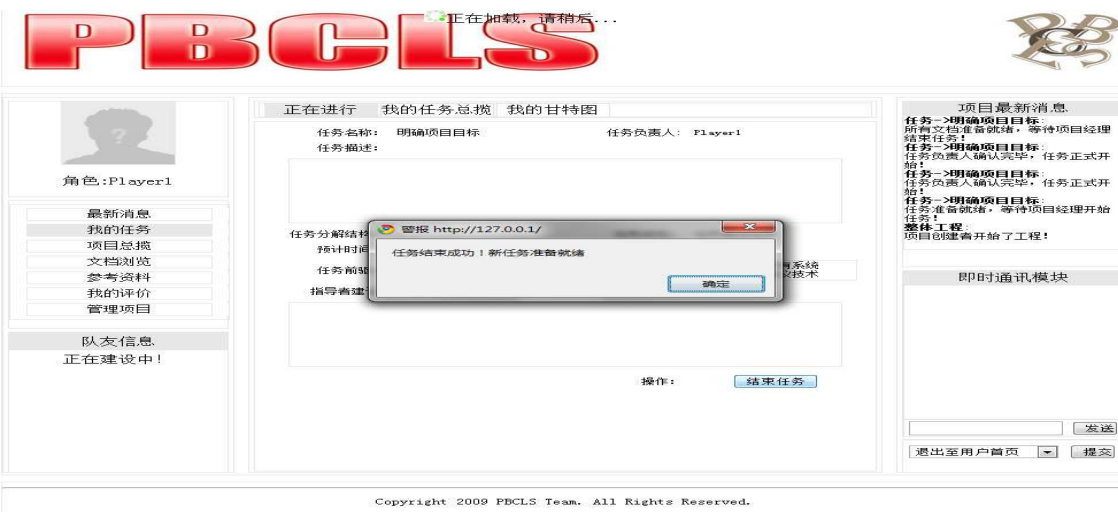 PBCLS
正在加载，请稍后...
角色:Player1
最新消息
我的任务
项目总揽
文档浏览
参考资料
我的评价
管理项目
队友信息
正在建设中！
正在进行 我的任务总揽 我的甘特图
任务名称： 明确项目目标 任务负责人： Player1
任务描述：
任务分解结构
预计时间
任务前驱
指导者建
警报 http://127.0.0.1/
任务结束成功！新任务准备就绪
确定
有系统
技术
操作： 结束任务
项目最新消息
任务->明确项目目标:
所有文档准备就绪，等待项目经理
结束任务！
任务->明确项目目标:
任务负责人确认完毕，任务正式开
始！
任务->明确项目目标:
任务负责人确认完毕，任务正式开
始！
任务->明确项目目标:
任务准备就绪，等待项目经理开始
任务！
整体工程:
项目创建者开始了工程！
即时通讯模块
发送
退出至用户首页 提交
Copyright 2009 PBCLS Team. All Rights Reserved.